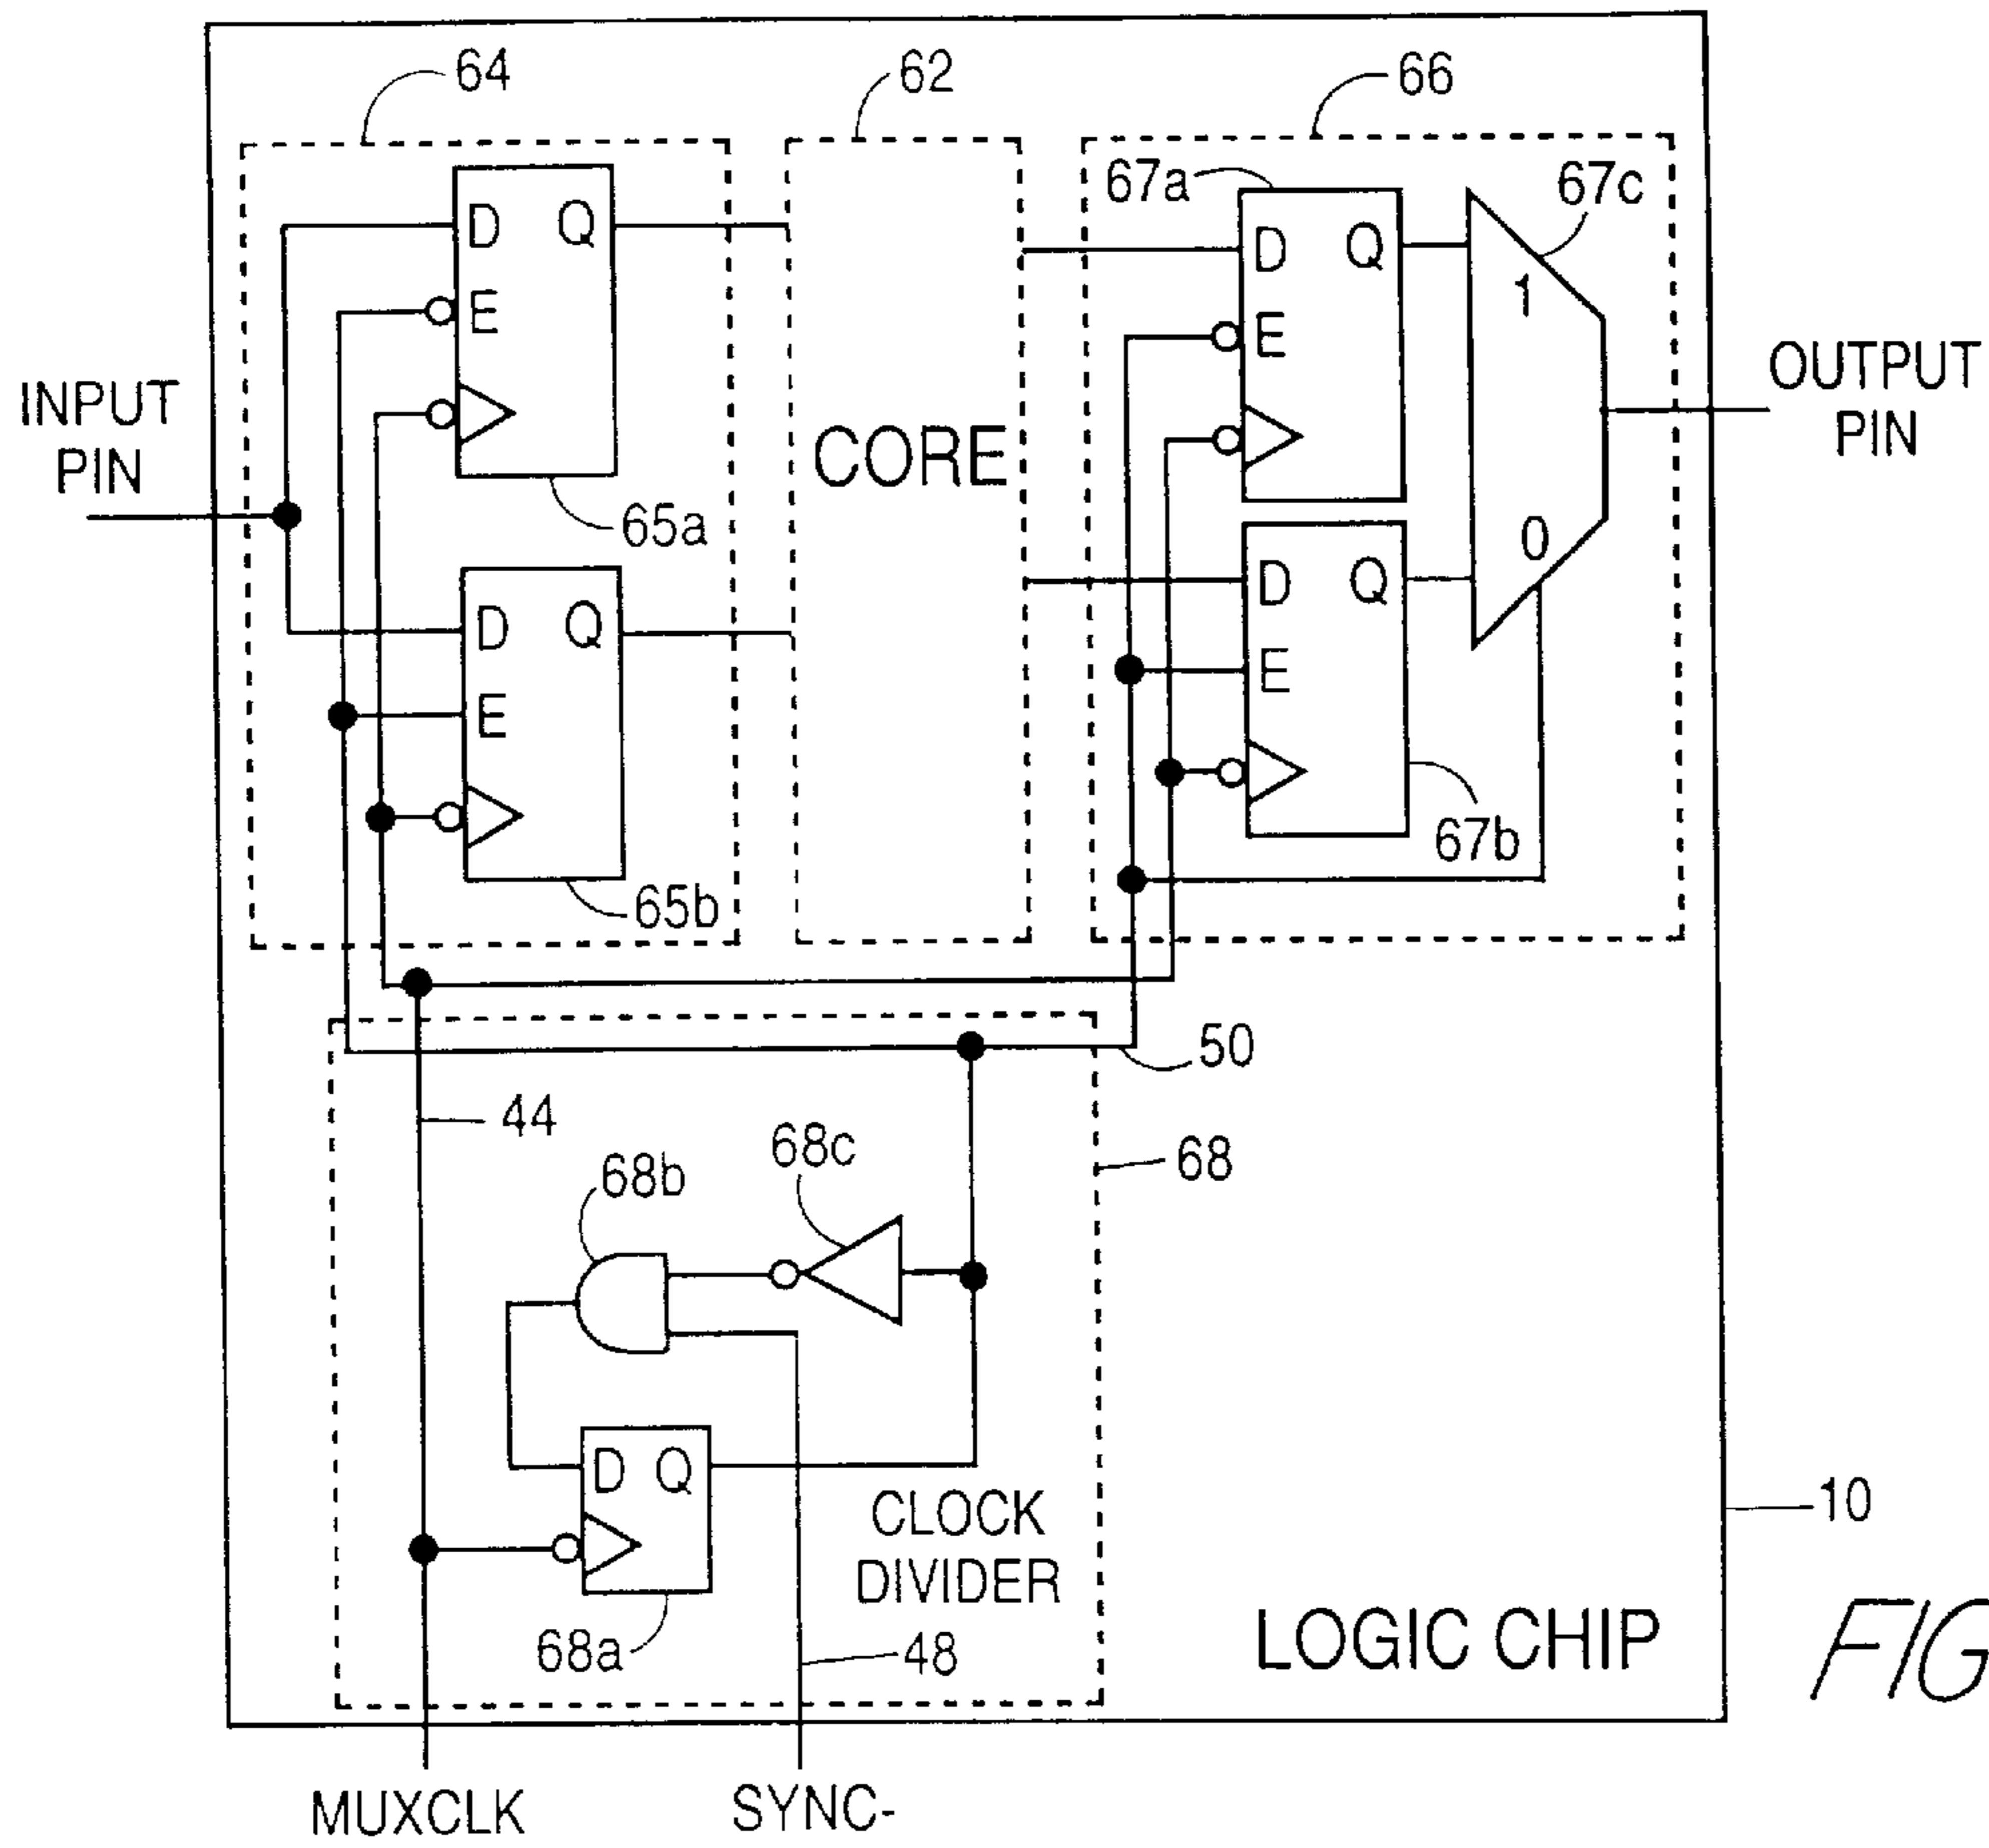 64
62
66
67a
67c
D Q
E
D Q
E
1
INPUT
PIN
OUTPUT
PIN
CORE
65a
0
D Q
E
D Q
E
67b
65b
50
44
68c
68b
68
D Q
CLOCK
DIVIDER
10
68a
48
LOGIC CHIP
FIG
MUXCLK
SYNC-